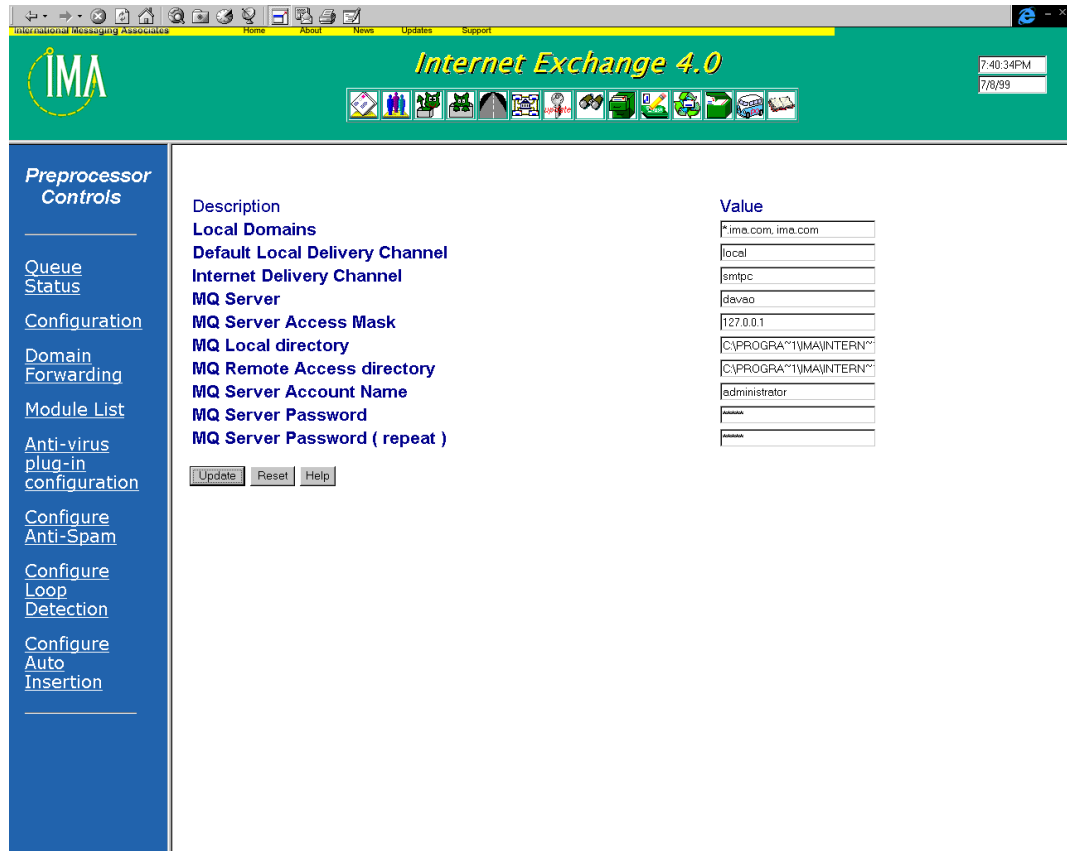 International Messaging Associates Home About News Updates Support
IMA
Internet Exchange 4.0
7:40:34PM
7/8/99
update
Preprocessor
Controls
Queue
Status
Configuration
Domain
Forwarding
Module List
Anti-virus
plug-in
configuration
Configure
Anti-Spam
Configure
Loop
Detection
Configure
Auto
Insertion
Description Value
Local Domains *.ima.com, ima.com
Default Local Delivery Channel local
Internet Delivery Channel smtpc
MQ Server davao
MQ Server Access Mask 127.0.0.1
MQ Local directory C:\PROGRA~1\IMA\INTERN~
MQ Remote Access directory C:\PROGRA~1\IMA\INTERN~
MQ Server Account Name administrator
MQ Server Password *****
MQ Server Password ( repeat ) *****
Update Reset Help